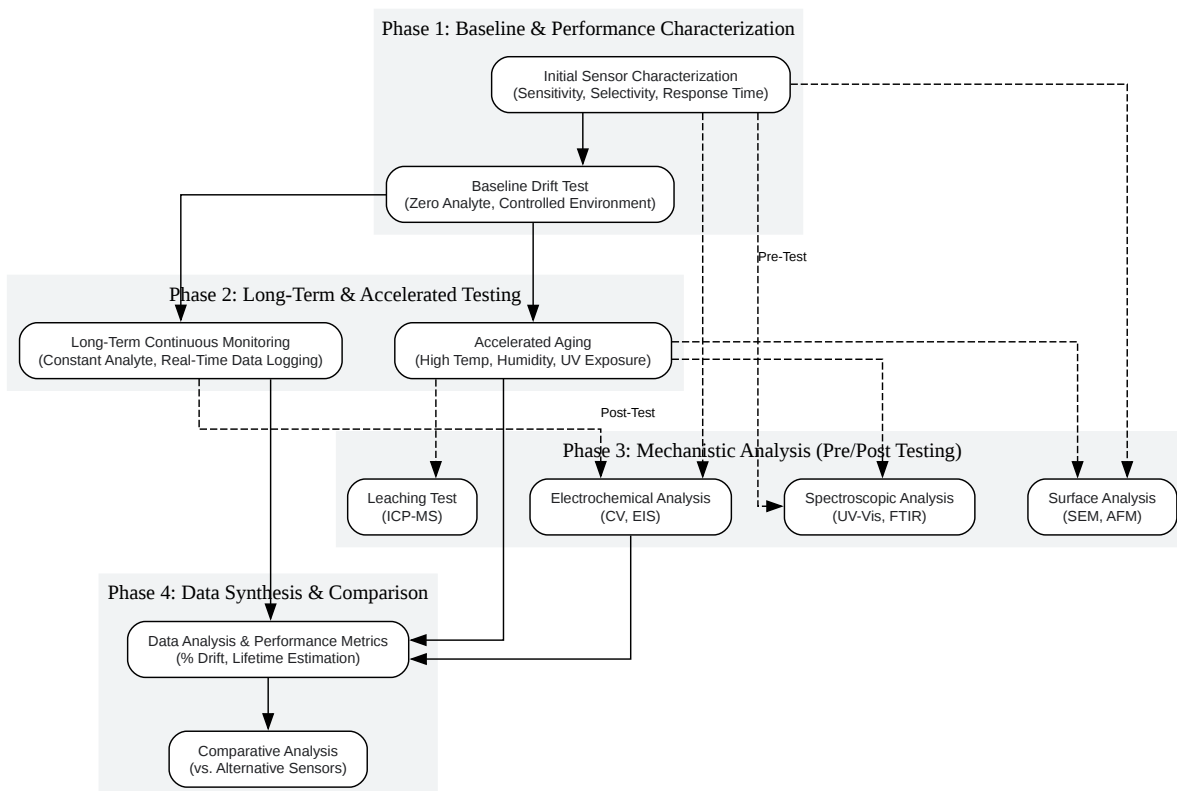 Phase 1: Baseline & Performance Characterization
Initial Sensor Characterization
(Sensitivity, Selectivity, Response Time)
Baseline Drift Test
(Zero Analyte, Controlled Environment)
Pre-Test
Phase 2: Long-Term & Accelerated Testing
Long-Term Continuous Monitoring
(Constant Analyte, Real-Time Data Logging)
Accelerated Aging
(High Temp, Humidity, UV Exposure)
Post-Test
Phase 3: Mechanistic Analysis (Pre/Post Testing)
Leaching Test
(ICP-MS)
Electrochemical Analysis
(CV, EIS)
Spectroscopic Analysis
(UV-Vis, FTIR)
Surface Analysis
(SEM, AFM)
Phase 4: Data Synthesis & Comparison
Data Analysis & Performance Metrics
(% Drift, Lifetime Estimation)
Comparative Analysis
(vs. Alternative Sensors)